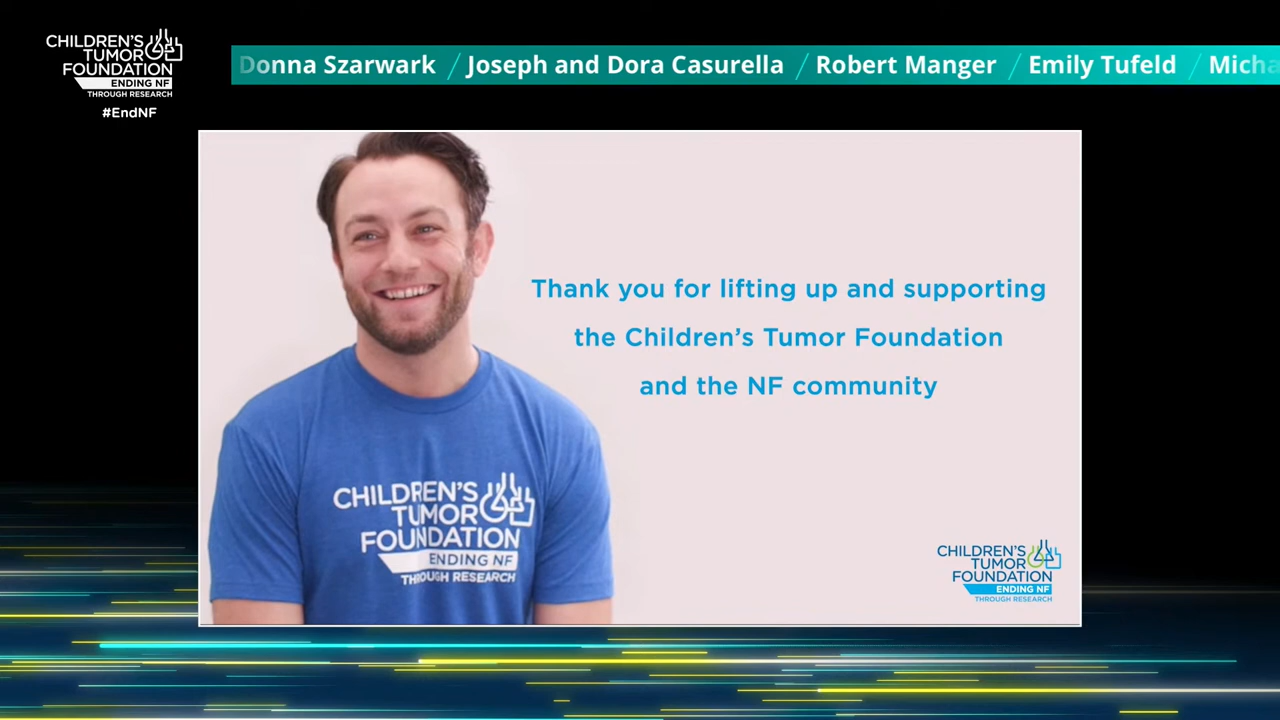 CHILDREN'S
TUMOR
FOUNDATION
ENDING NF
THROUGH RESEARCH
#EndNF
Donna Szarwark / Joseph and Dora Casurella / Robert Manger / Emily Tufeld /
Thank you for lifting up and supporting
the Children's Tumor Foundation
and the NF community
CHILDREN'S
TUMOR
FOUNDATION
ENDING NF
THROUGH RESEARCH
CHILDREN'S
TUMOR
FOUNDATION
ENDING NF
THROUGH RESEARCH